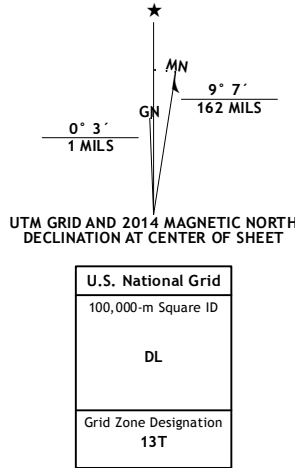 ★
MN
GN
9° 7´
162 MILS
0° 3´
1 MILS
UTM GRID AND 2014 MAGNETIC NORTH
DECLINATION AT CENTER OF SHEET
U.S. National Grid
100,000-m Square ID
DL
Grid Zone Designation
13T